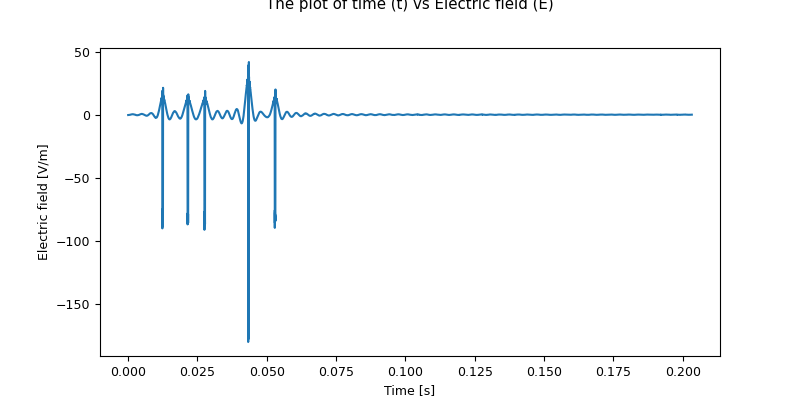 The plot of time (t) vs Electric field (E)
50
0
−50
−100
−150
Electric field [V/m]
0.000 0.025 0.050 0.075 0.100 0.125 0.150 0.175 0.200
Time [s]